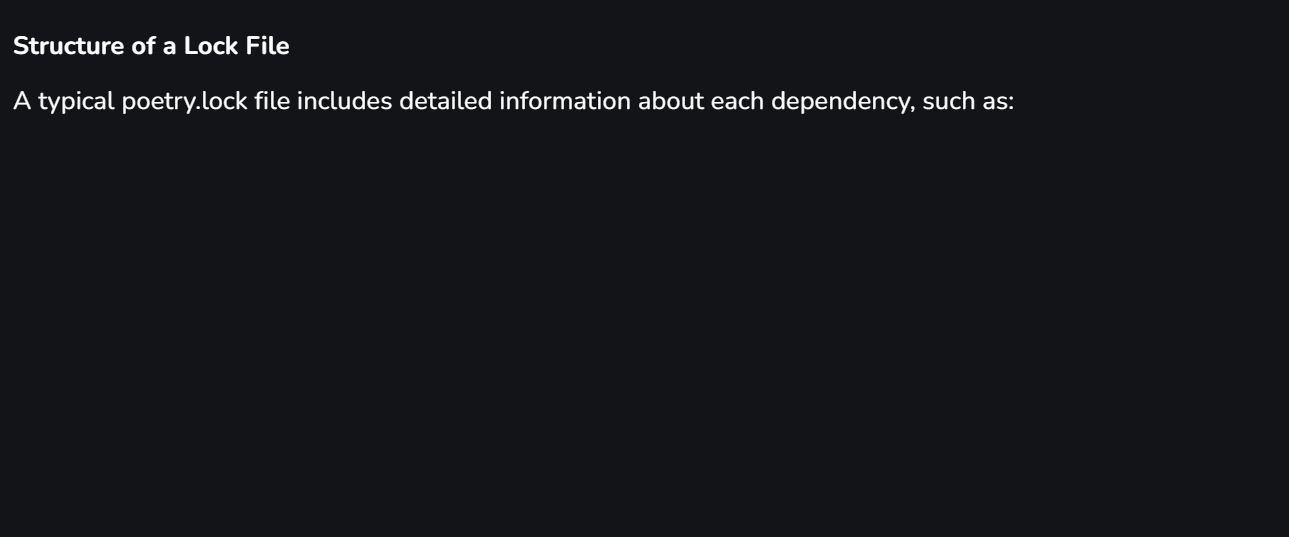 Structure of a Lock File
A typical poetry.lock file includes detailed information about each dependency, such as: